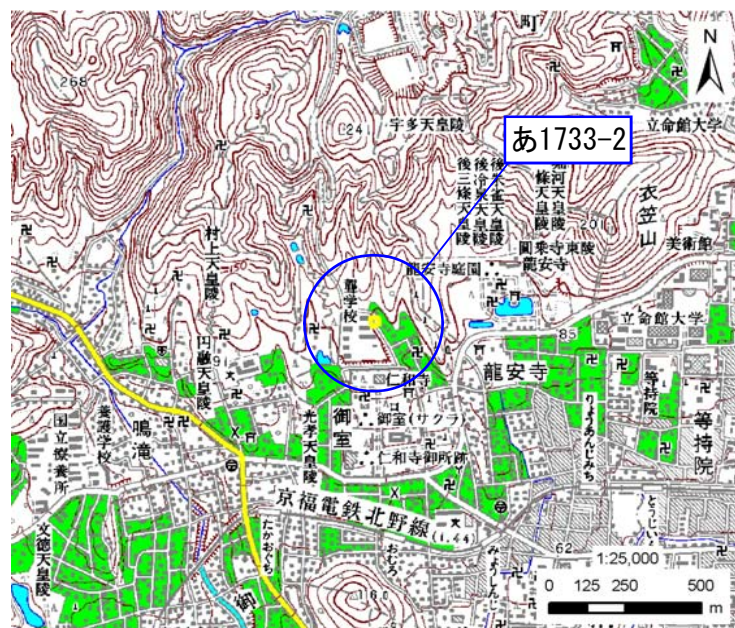 町
N
268
宇多天皇陵
立命館大学
124
あ1733-2
後朱雀天皇陵
後冷泉天皇陵
後三條天皇陵
堀河天皇陵
一條天皇陵
圓乗寺東陵
龍安寺
衣笠山
201
美術館
村上天皇陵
龍安寺庭園
聾学校
立命館大学
85
円融天皇陵
91
仁和寺
龍安寺
等持院
りょうあんじみち
等持院
御室
御室(サクラ)
仁和寺御所跡
光孝天皇陵
鳴滝
養護学校
国立療養所
京福電鉄北野線
(1.44)
たかおぐち
おむろ
みょうしんじ
とうじいん
62
文徳天皇陵
御
160
1:25,000
0 125 250 500
m